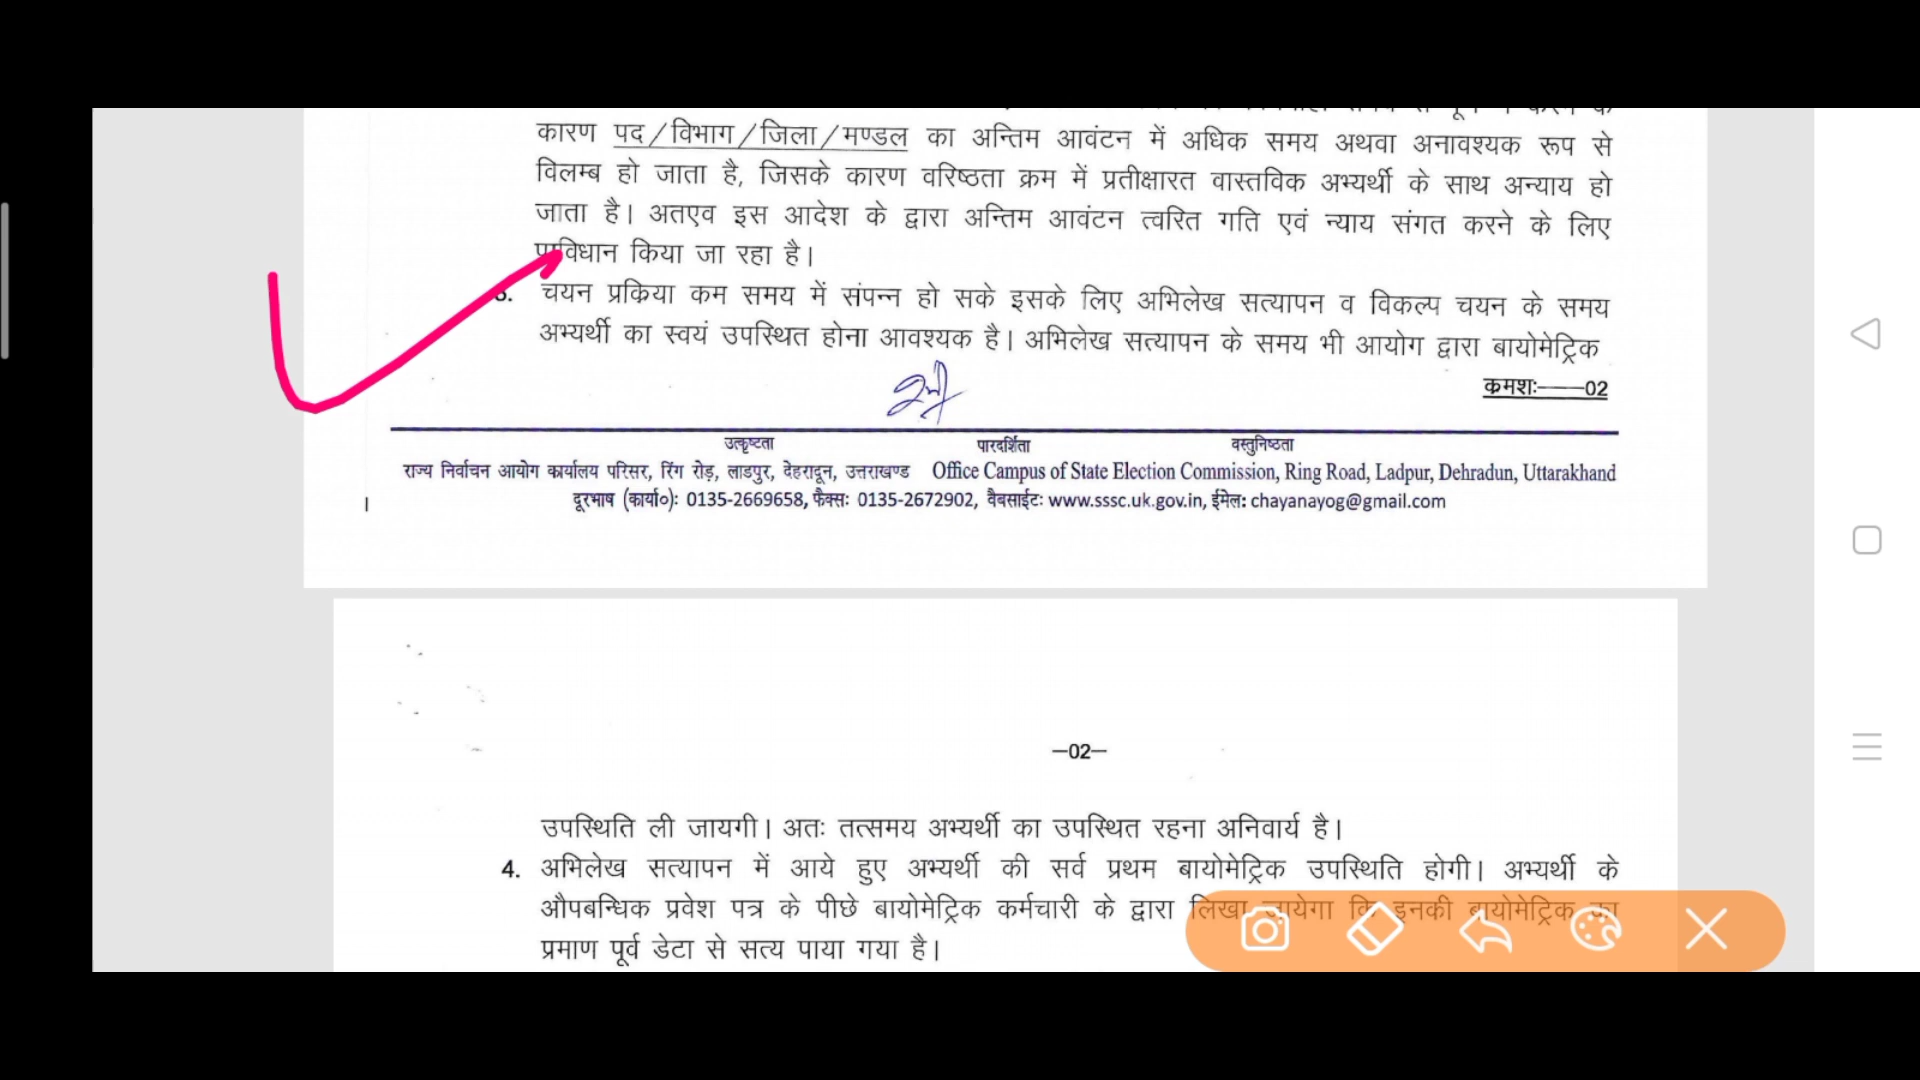 कारण पद/विभाग/जिला/मण्डल का अन्तिम आवंटन में अधिक समय अथवा अनावश्यक रूप से
विलम्ब हो जाता है, जिसके कारण वरिष्ठता क्रम में प्रतीक्षारत वास्तविक अभ्यर्थी के साथ अन्याय हो
जाता है। अतएव इस आदेश के द्वारा अन्तिम आवंटन त्वरित गति एवं न्याय संगत करने के लिए
प्राविधान किया जा रहा है।
3. चयन प्रकिया कम समय में संपन्न हो सके इसके लिए अभिलेख सत्यापन व विकल्प चयन के समय
अभ्यर्थी का स्वयं उपस्थित होना आवश्यक है। अभिलेख सत्यापन के समय भी आयोग द्वारा बायोमेट्रिक
कमशः——02
उत्कृष्टता पारदर्शिता वस्तुनिष्ठता
राज्य निर्वाचन आयोग कार्यालय परिसर, रिंग रोड़, लाडपुर, देहरादून, उत्तराखण्ड Office Campus of State Election Commission, Ring Road, Ladpur, Dehradun, Uttarakhand
दूरभाष (कार्या०): 0135-2669658, फैक्सः 0135-2672902, वैबसाईटः www.sssc.uk.gov.in, ईमेल: chayanayog@gmail.com
—02—
उपस्थिति ली जायगी। अतः तत्समय अभ्यर्थी का उपस्थित रहना अनिवार्य है।
4. अभिलेख सत्यापन में आये हुए अभ्यर्थी की सर्व प्रथम बायोमेट्रिक उपस्थिति होगी। अभ्यर्थी के
औपबन्धिक प्रवेश पत्र के पीछे बायोमेट्रिक कर्मचारी के द्वारा लिखा जायेगा कि इनकी बायोमेट्रिक का
प्रमाण पूर्व डेटा से सत्य पाया गया है।